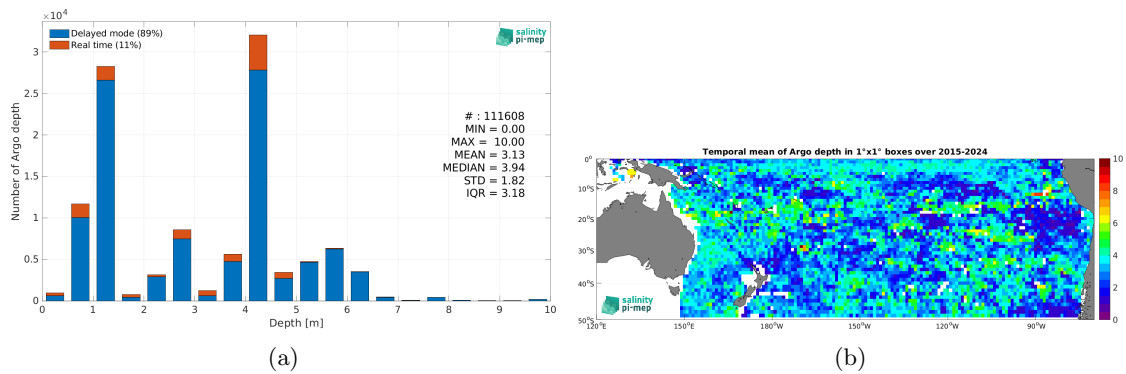 ×10⁴
Delayed mode (89%)
Real time (11%)
salinity
pi-mep
3
2.5
2
1.5
1
0.5
0
Number of Argo depth
# : 111608
MIN = 0.00
MAX = 10.00
MEAN = 3.13
MEDIAN = 3.94
STD = 1.82
IQR = 3.18
0 1 2 3 4 5 6 7 8 9 10
Depth [m]
(a)
Temporal mean of Argo depth in 1°x1° boxes over 2015-2024
0°
10°S
20°S
30°S
40°S
50°S
120°E 150°E 180°W 150°W 120°W 90°W
10
8
6
4
2
0
salinity
pi-mep
(b)